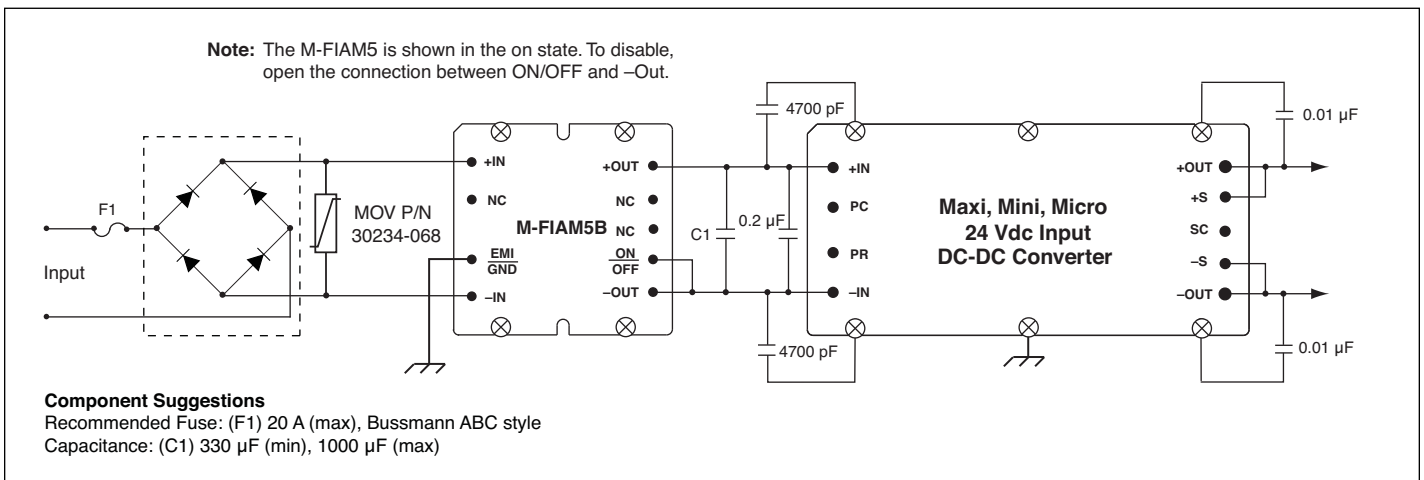 Note: The M-FIAM5 is shown in the on state. To disable,
open the connection between ON/OFF and –Out.
F1
Input
MOV P/N
30234-068
+IN
NC
EMI
GND
–IN
M-FIAM5B
+OUT
NC
NC
ON
OFF
–OUT
4700 pF
C1
0.2 µF
4700 pF
+IN
PC
PR
–IN
Maxi, Mini, Micro
24 Vdc Input
DC-DC Converter
+OUT
+S
SC
–S
–OUT
0.01 µF
0.01 µF
Component Suggestions
Recommended Fuse: (F1) 20 A (max), Bussmann ABC style
Capacitance: (C1) 330 µF (min), 1000 µF (max)